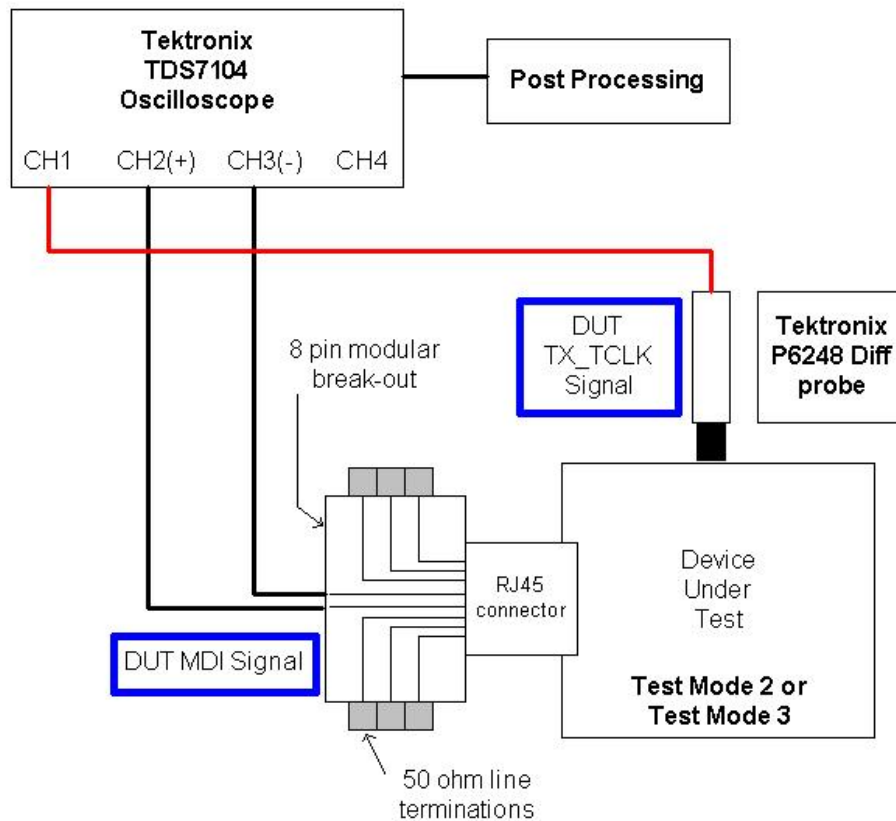 Tektronix
TDS7104
Oscilloscope
Post Processing
CH1 CH2(+) CH3(-) CH4
DUT
TX_TCLK
Signal
Tektronix
P6248 Diff
probe
8 pin modular
break-out
RJ45
connector
Device
Under
Test
DUT MDI Signal
Test Mode 2 or
Test Mode 3
50 ohm line
terminations